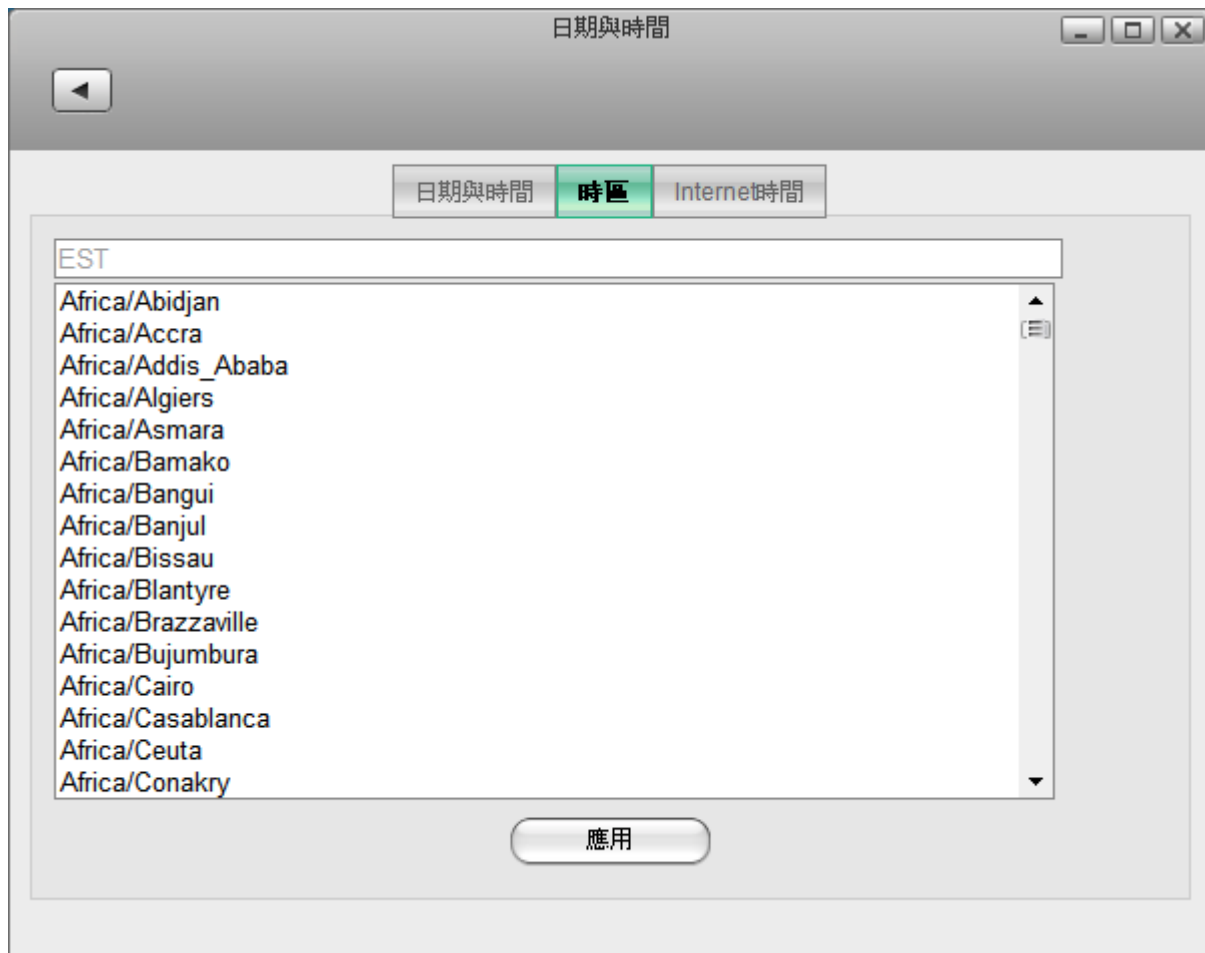 日期與時間
日期與時間 時區 Internet時間
EST
Africa/Abidjan
Africa/Accra
Africa/Addis_Ababa
Africa/Algiers
Africa/Asmara
Africa/Bamako
Africa/Bangui
Africa/Banjul
Africa/Bissau
Africa/Blantyre
Africa/Brazzaville
Africa/Bujumbura
Africa/Cairo
Africa/Casablanca
Africa/Ceuta
Africa/Conakry
應用